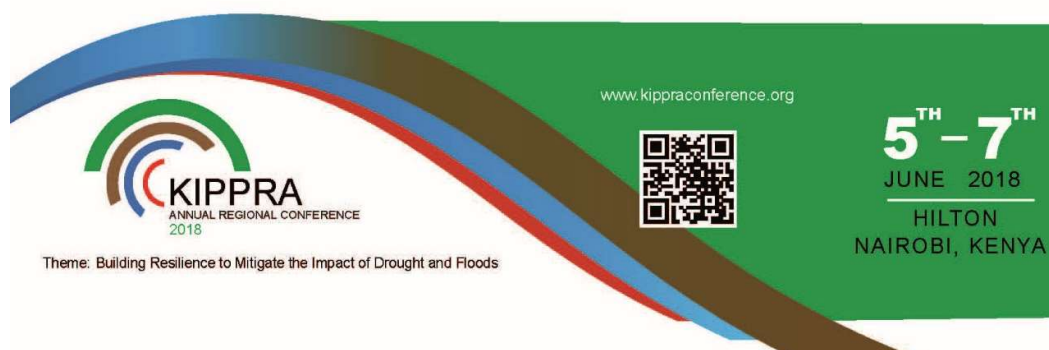 KIPPRA
ANNUAL REGIONAL CONFERENCE
2018
Theme: Building Resilience to Mitigate the Impact of Drought and Floods
www.kippraconference.org
5TH – 7TH
JUNE 2018
HILTON
NAIROBI, KENYA